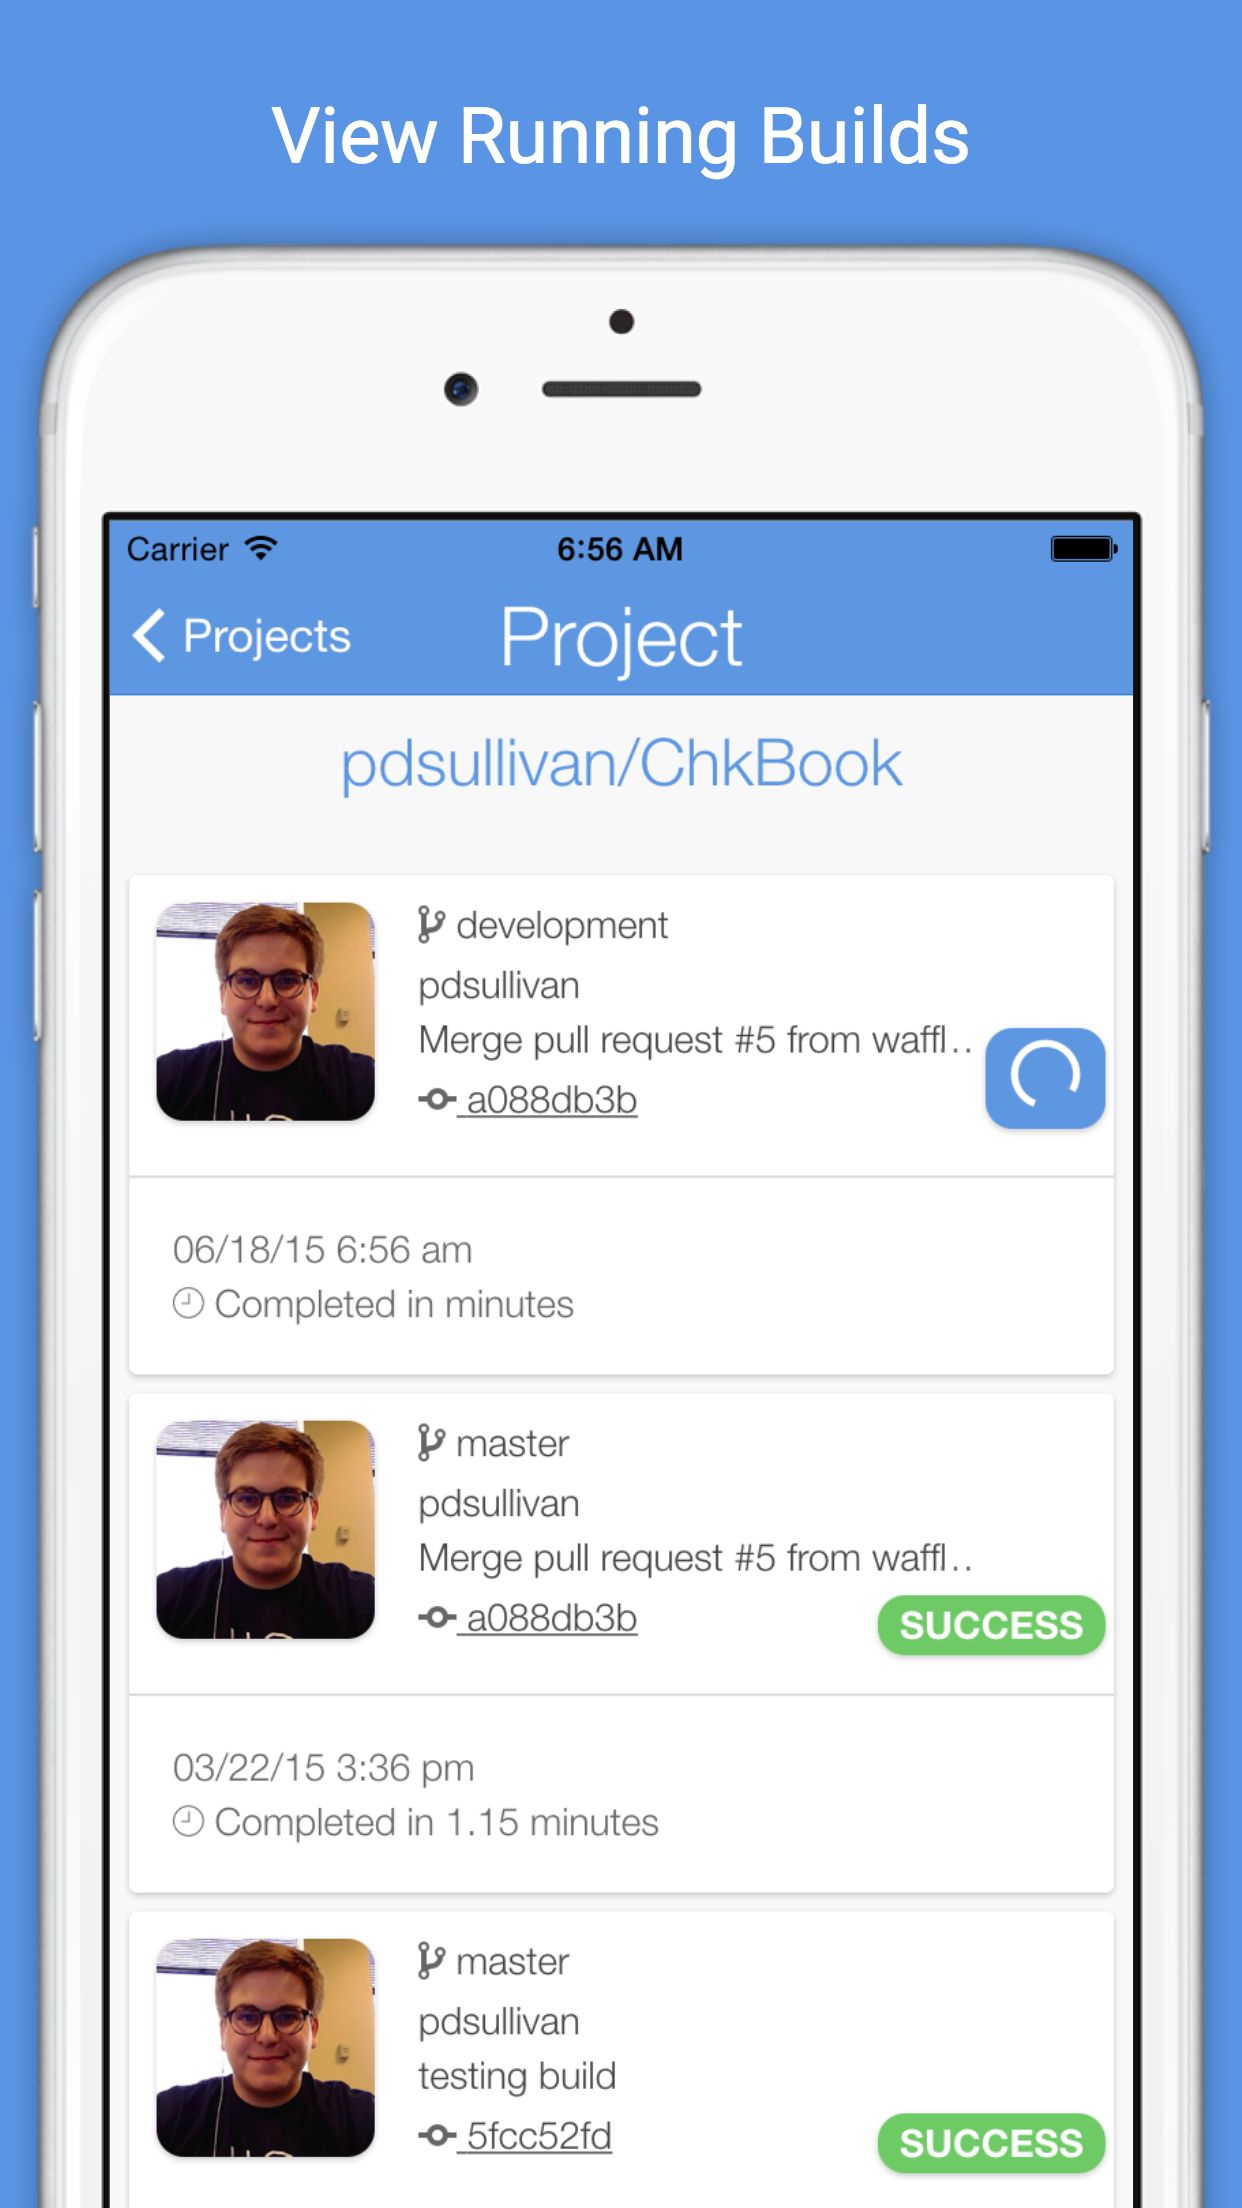 View Running Builds
Carrier
6:56 AM
Projects
Project
pdsullivan/ChkBook
development
pdsullivan
Merge pull request #5 from waffl..
a088db3b
06/18/15 6:56 am
Completed in minutes
master
pdsullivan
Merge pull request #5 from waffl..
a088db3b
SUCCESS
03/22/15 3:36 pm
Completed in 1.15 minutes
master
pdsullivan
testing build
5fcc52fd
SUCCESS